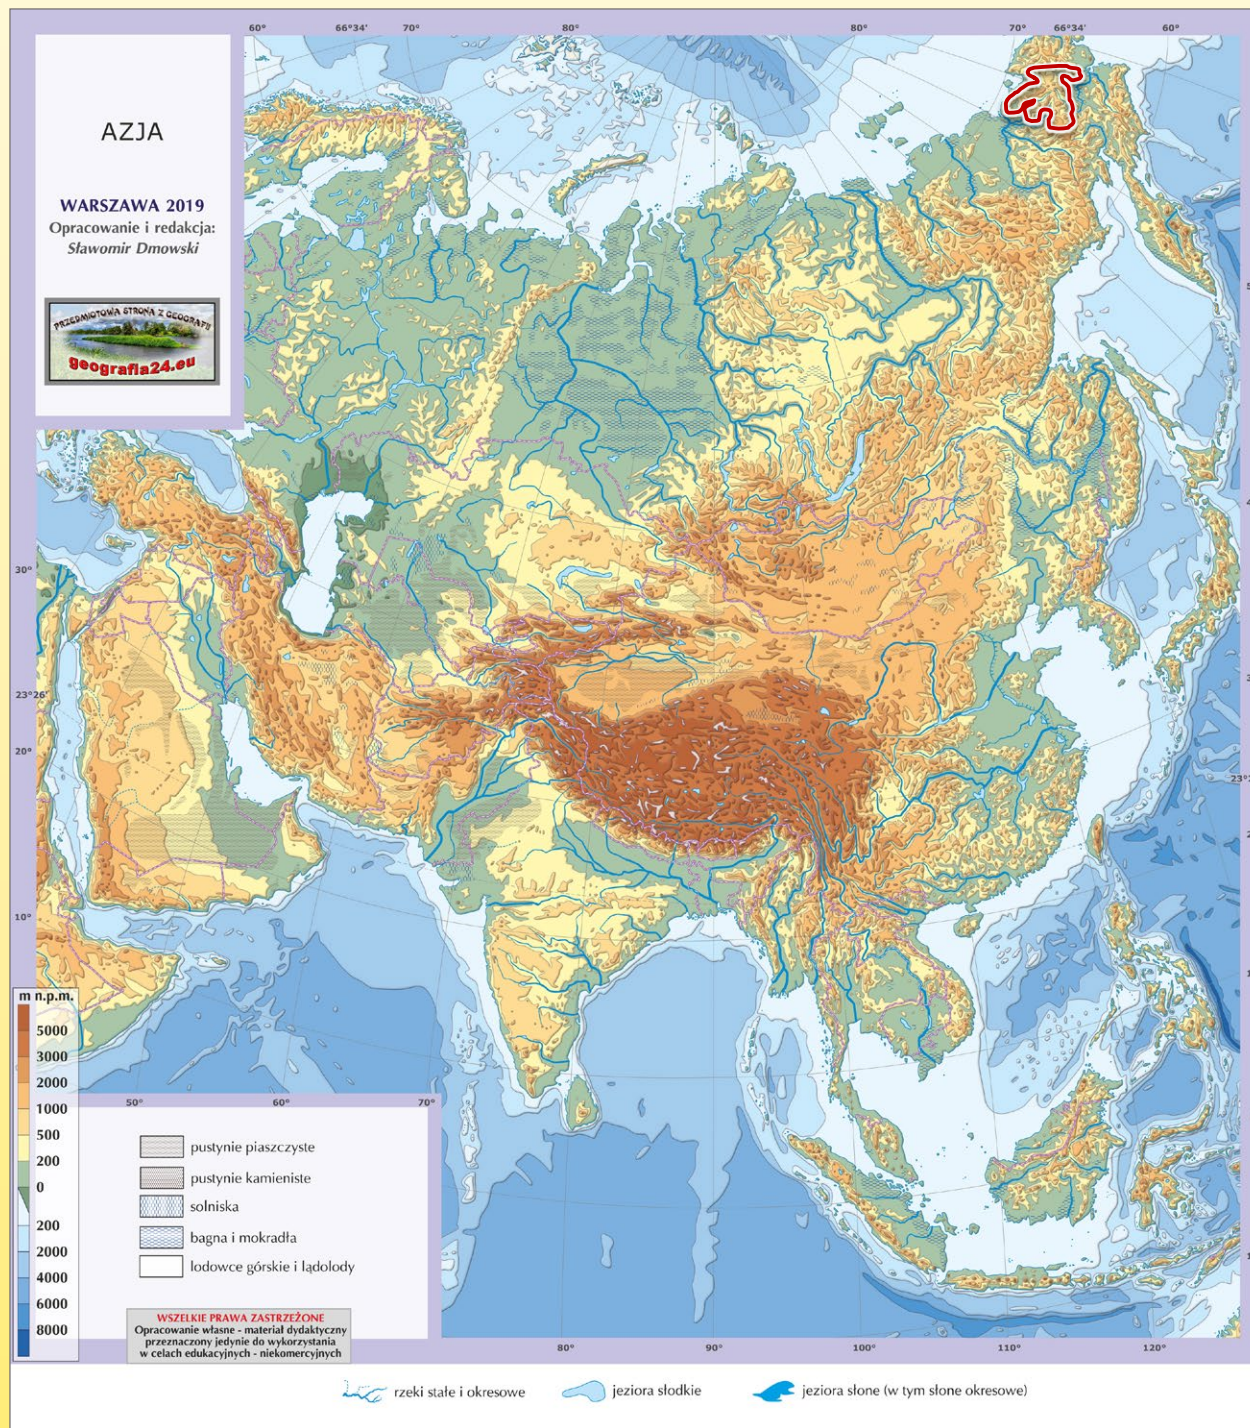 60° 66°34' 70° 80° 80° 70° 66°34' 60°
AZJA
WARSZAWA 2019
Opracowanie i redakcja:
Sławomir Dmowski
PRZEDMIOTOWA STRONA Z GEOGRAFII
geografia24.eu
30°
23°26'
20°
10°
m n.p.m.
5000
3000
2000
1000
500
200
0
200
2000
4000
6000
8000
50° 60° 70°
pustynie piaszczyste
pustynie kamieniste
solniska
bagna i mokradła
lodowce górskie i lądolody
WSZELKIE PRAWA ZASTRZEŻONE
Opracowanie własne - materiał dydaktyczny
przeznaczony jedynie do wykorzystania
w celach edukacyjnych - niekomercyjnych
80° 90° 100° 110° 120°
rzeki stałe i okresowe
jeziora słodkie
jeziora słone (w tym słone okresowe)